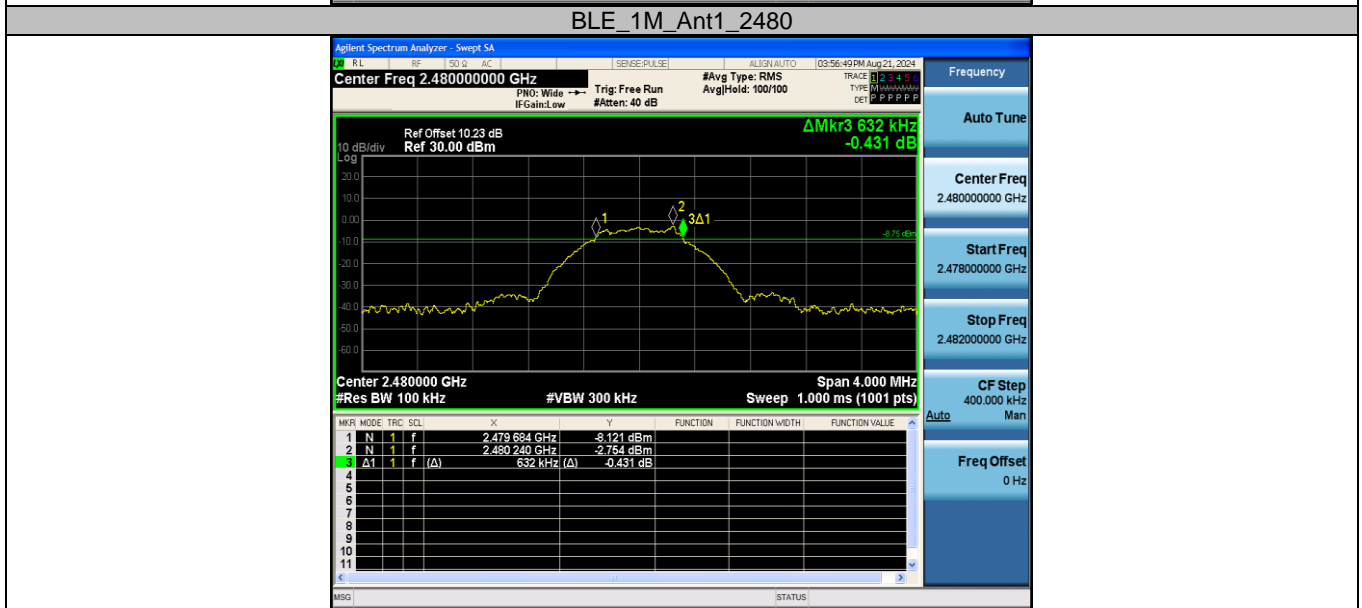 BLE_1M_Ant1_2480
Agilent Spectrum Analyzer - Swept SA
RL RF 50 Ω AC SENSE:PULSE ALIGN AUTO 03:56:49 PM Aug 21, 2024
Center Freq 2.480000000 GHz
PNO: Wide
IFGain:Low
Trig: Free Run
#Atten: 40 dB
#Avg Type: RMS
Avg|Hold: 100/100
TRACE 1 2 3 4 5 6
TYPE M WWWWW
DET P P P P P P
ΔMkr3 632 kHz
-0.431 dB
Ref Offset 10.23 dB
10 dB/div Ref 30.00 dBm
Log
20.0
10.0
0.00
-10.0
-20.0
-30.0
-40.0
-50.0
-60.0
1
2
3Δ1
-8.75 dBm
Center 2.480000 GHz Span 4.000 MHz
#Res BW 100 kHz #VBW 300 kHz Sweep 1.000 ms (1001 pts)
MKR MODE TRC SCL X Y FUNCTION FUNCTION WIDTH FUNCTION VALUE
1 N 1 f 2.479 684 GHz -8.121 dBm
2 N 1 f 2.480 240 GHz -2.754 dBm
3 Δ1 1 f (Δ) 632 kHz (Δ) -0.431 dB
4
5
6
7
8
9
10
11
MSG STATUS
Frequency
Auto Tune
Center Freq
2.480000000 GHz
Start Freq
2.478000000 GHz
Stop Freq
2.482000000 GHz
CF Step
400.000 kHz
Auto Man
Freq Offset
0 Hz